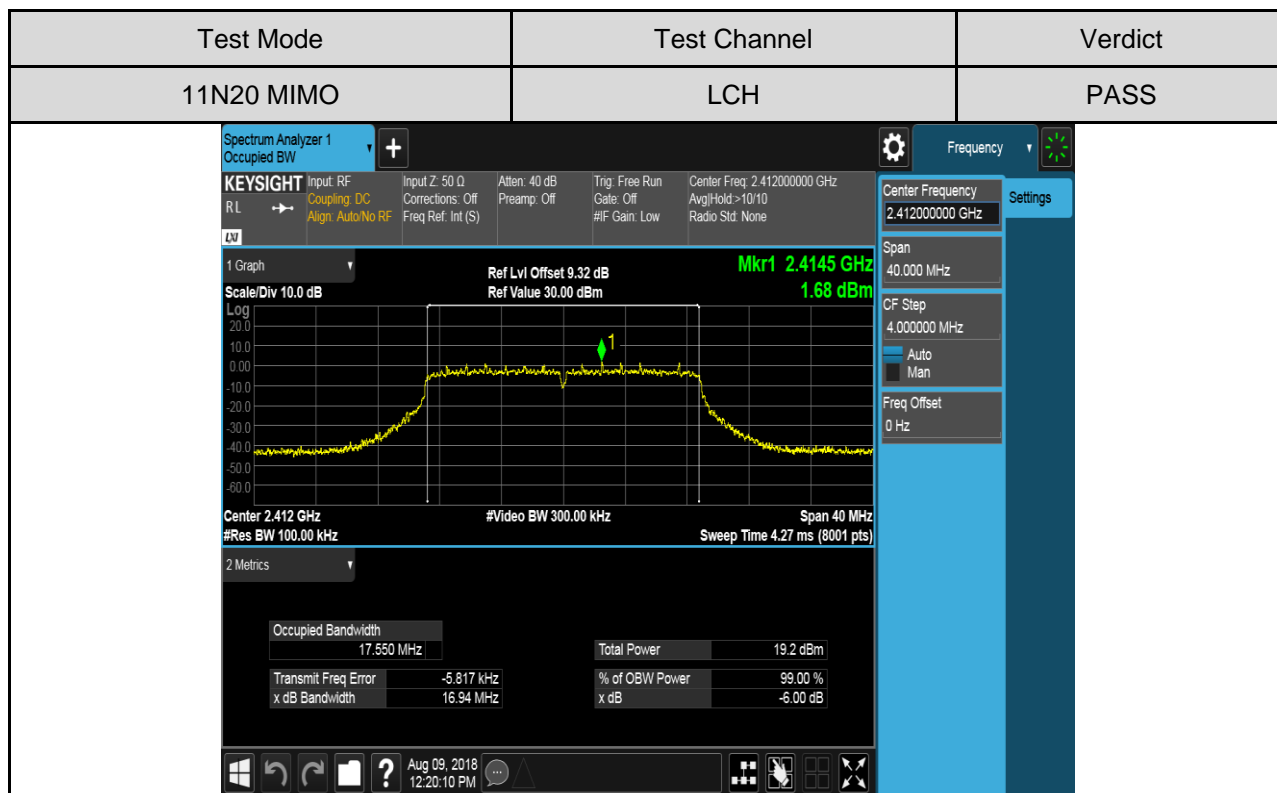 Test Mode Test Channel Verdict
11N20 MIMO LCH PASS
Spectrum Analyzer 1
Occupied BW
+
Frequency
KEYSIGHT
RL
LXI
Input: RF
Coupling: DC
Align: Auto/No RF
Input Z: 50 Ω
Corrections: Off
Freq Ref: Int (S)
Atten: 40 dB
Preamp: Off
Trig: Free Run
Gate: Off
#IF Gain: Low
Center Freq: 2.412000000 GHz
Avg|Hold:>10/10
Radio Std: None
Center Frequency
2.412000000 GHz
Settings
Span
40.000 MHz
CF Step
4.000000 MHz
Auto
Man
Freq Offset
0 Hz
1 Graph
Scale/Div 10.0 dB
Ref Lvl Offset 9.32 dB
Ref Value 30.00 dBm
Mkr1 2.4145 GHz
1.68 dBm
Log
20.0
10.0
0.00
-10.0
-20.0
-30.0
-40.0
-50.0
-60.0
1
Center 2.412 GHz #Video BW 300.00 kHz Span 40 MHz
#Res BW 100.00 kHz Sweep Time 4.27 ms (8001 pts)
2 Metrics
Occupied Bandwidth
17.550 MHz
Total Power 19.2 dBm
Transmit Freq Error -5.817 kHz % of OBW Power 99.00 %
x dB Bandwidth 16.94 MHz x dB -6.00 dB
?
Aug 09, 2018
12:20:10 PM